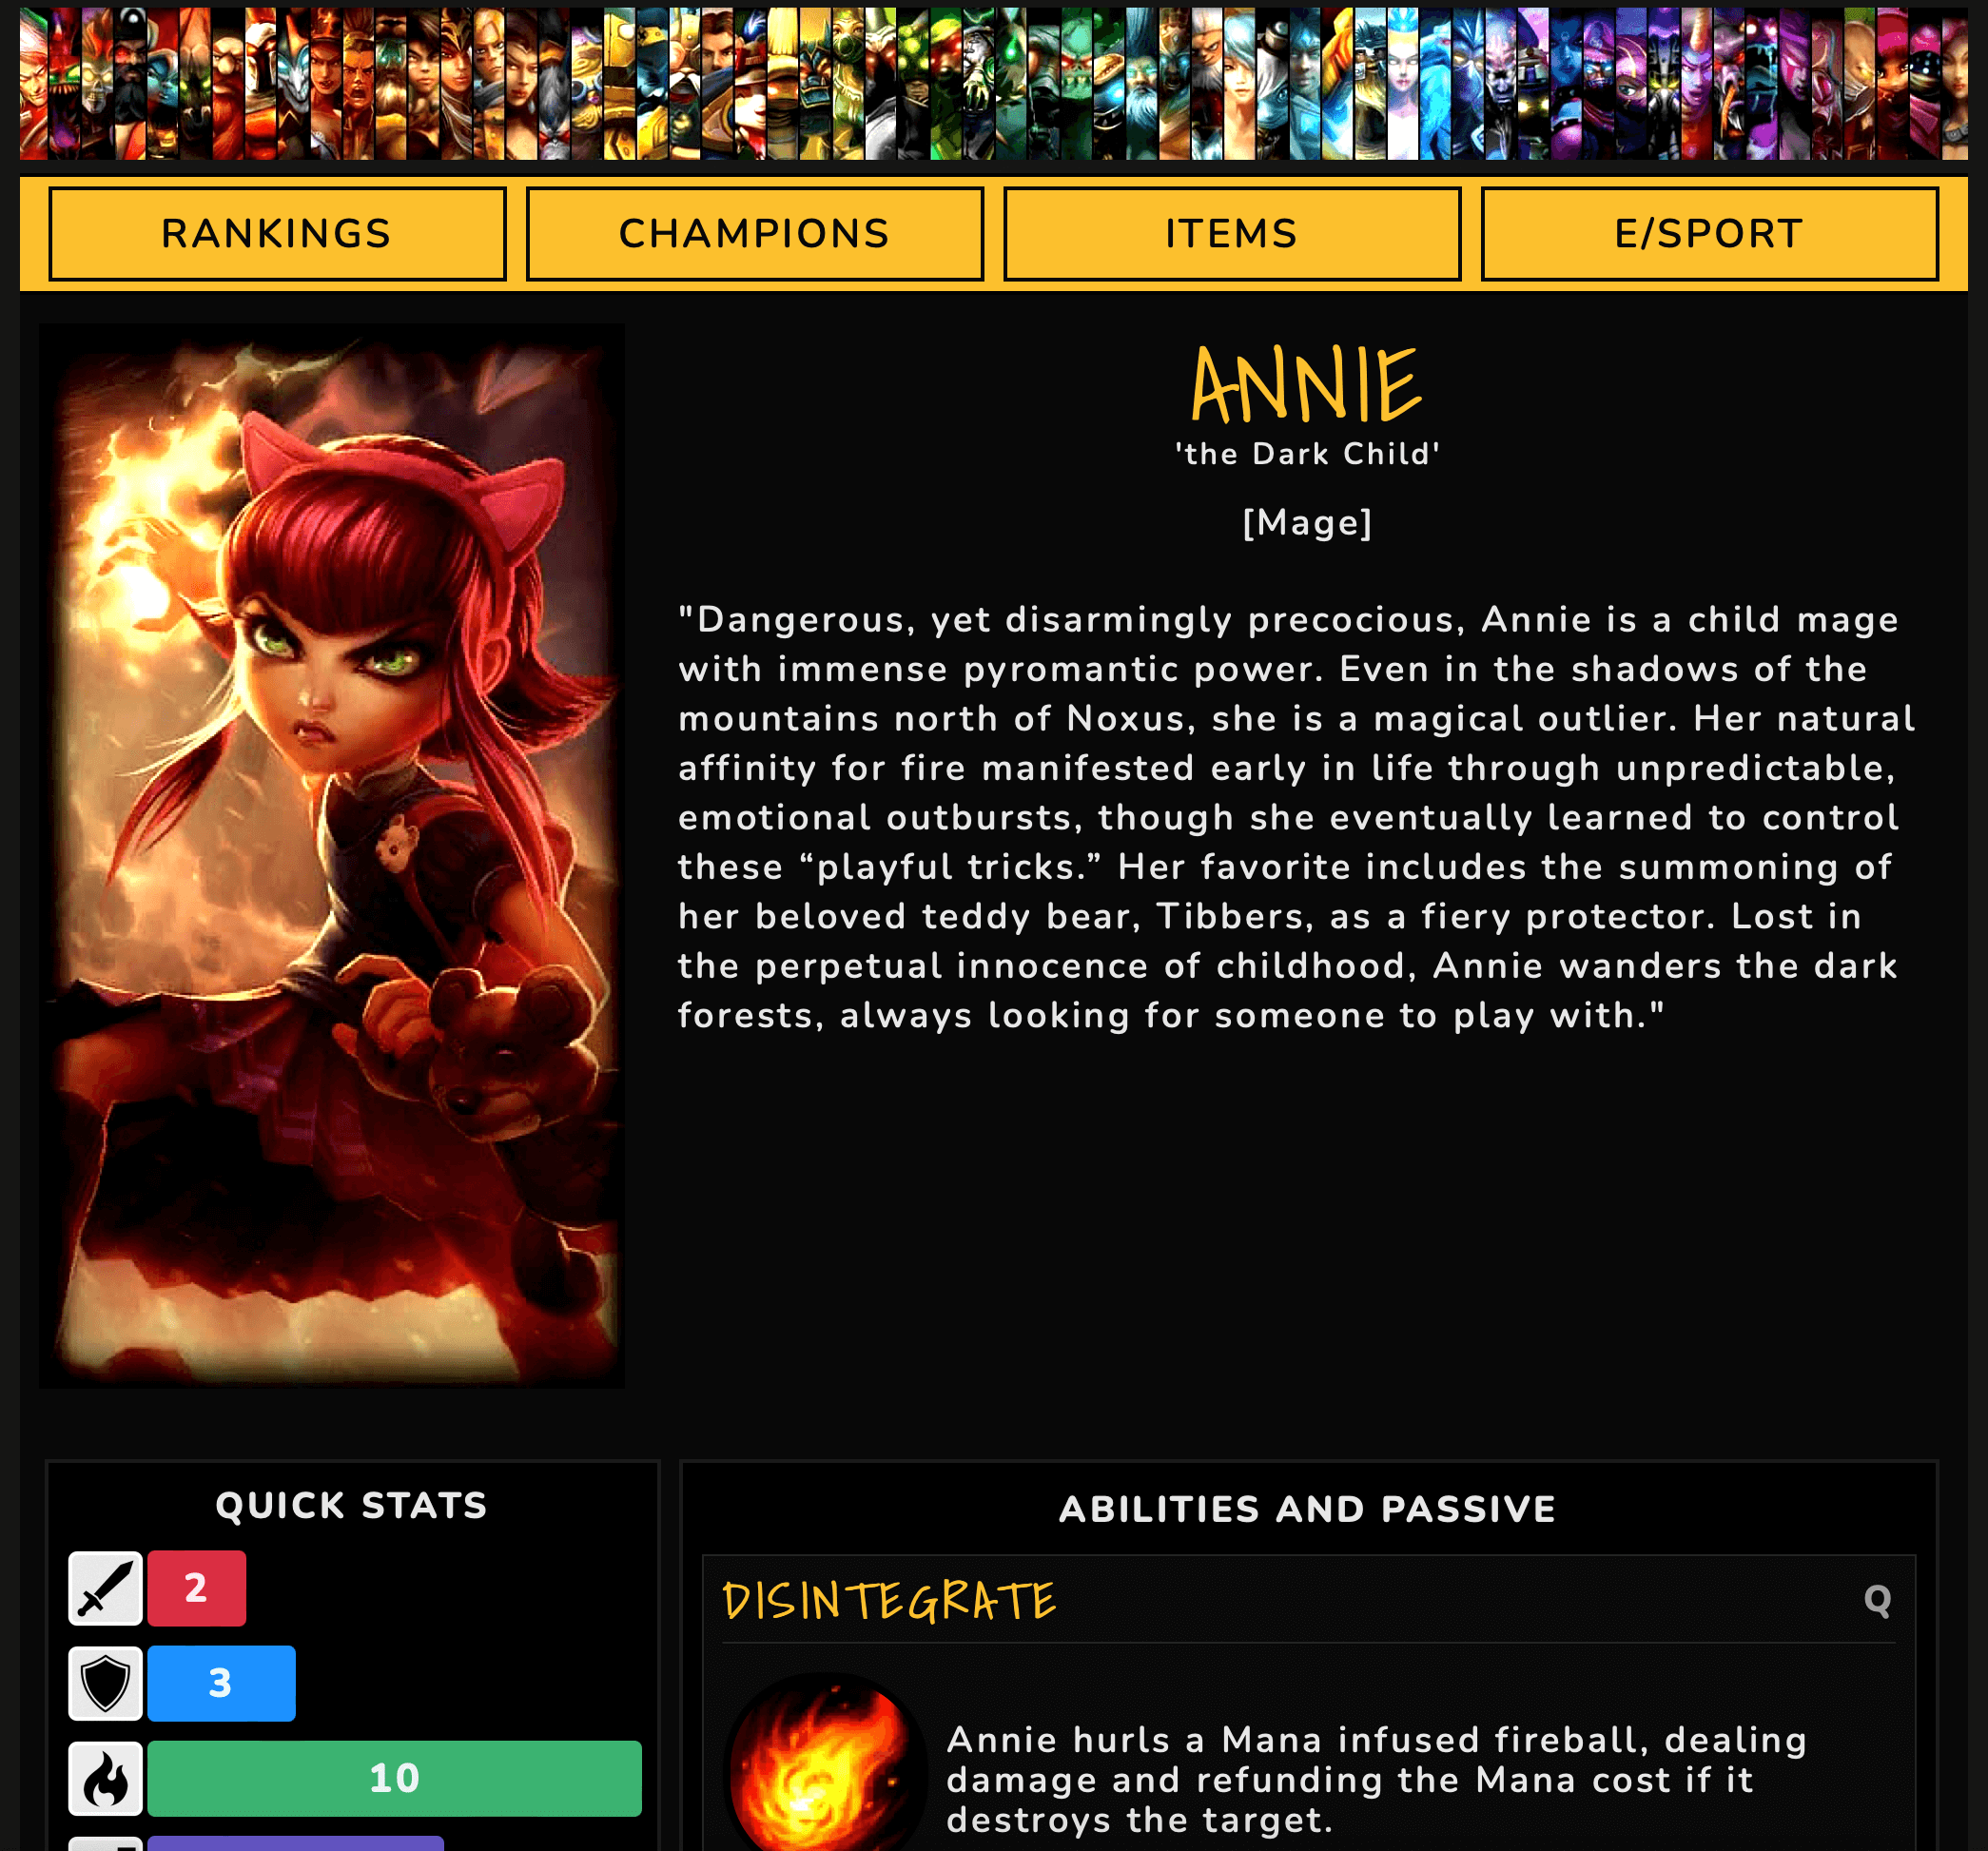 RANKINGS
CHAMPIONS
ITEMS
E/SPORT
ANNIE
'the Dark Child'
[Mage]
"Dangerous, yet disarmingly precocious, Annie is a child mage
with immense pyromantic power. Even in the shadows of the
mountains north of Noxus, she is a magical outlier. Her natural
affinity for fire manifested early in life through unpredictable,
emotional outbursts, though she eventually learned to control
these “playful tricks.” Her favorite includes the summoning of
her beloved teddy bear, Tibbers, as a fiery protector. Lost in
the perpetual innocence of childhood, Annie wanders the dark
forests, always looking for someone to play with."
QUICK STATS
2
3
10
ABILITIES AND PASSIVE
DISINTEGRATE
Q
Annie hurls a Mana infused fireball, dealing
damage and refunding the Mana cost if it
destroys the target.